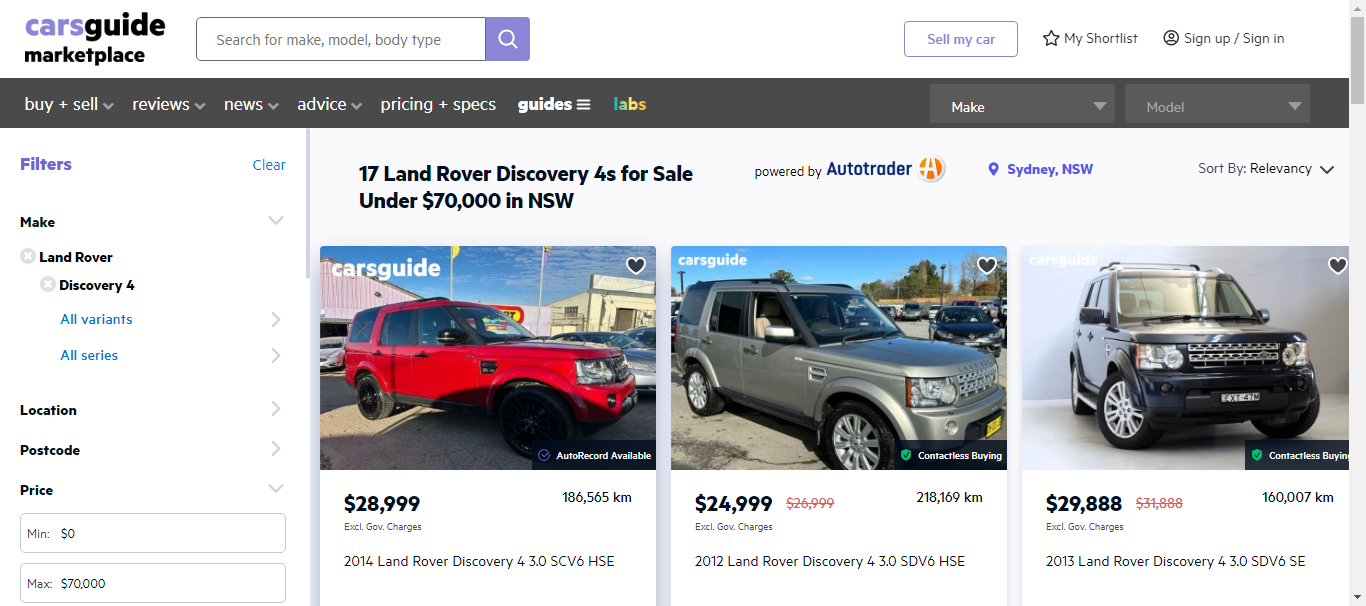 carsguide
marketplace
Search for make, model, body type
Sell my car
My Shortlist
Sign up / Sign in
buy + sell
reviews
news
advice
pricing + specs
guides
labs
Make
Model
Filters
Clear
Make
Land Rover
Discovery 4
All variants
All series
Location
Postcode
Price
Min: $0
Max: $70,000
17 Land Rover Discovery 4s for Sale
Under $70,000 in NSW
powered by Autotrader
Sydney, NSW
Sort By: Relevancy
carsguide
AutoRecord Available
$28,999
186,565 km
Excl. Gov. Charges
2014 Land Rover Discovery 4 3.0 SCV6 HSE
carsguide
Contactless Buying
$24,999 $26,999
218,169 km
Excl. Gov. Charges
2012 Land Rover Discovery 4 3.0 SDV6 HSE
carsguide
EXT-47M
Contactless Buying
$29,888 $31,888
160,007 km
Excl. Gov. Charges
2013 Land Rover Discovery 4 3.0 SDV6 SE